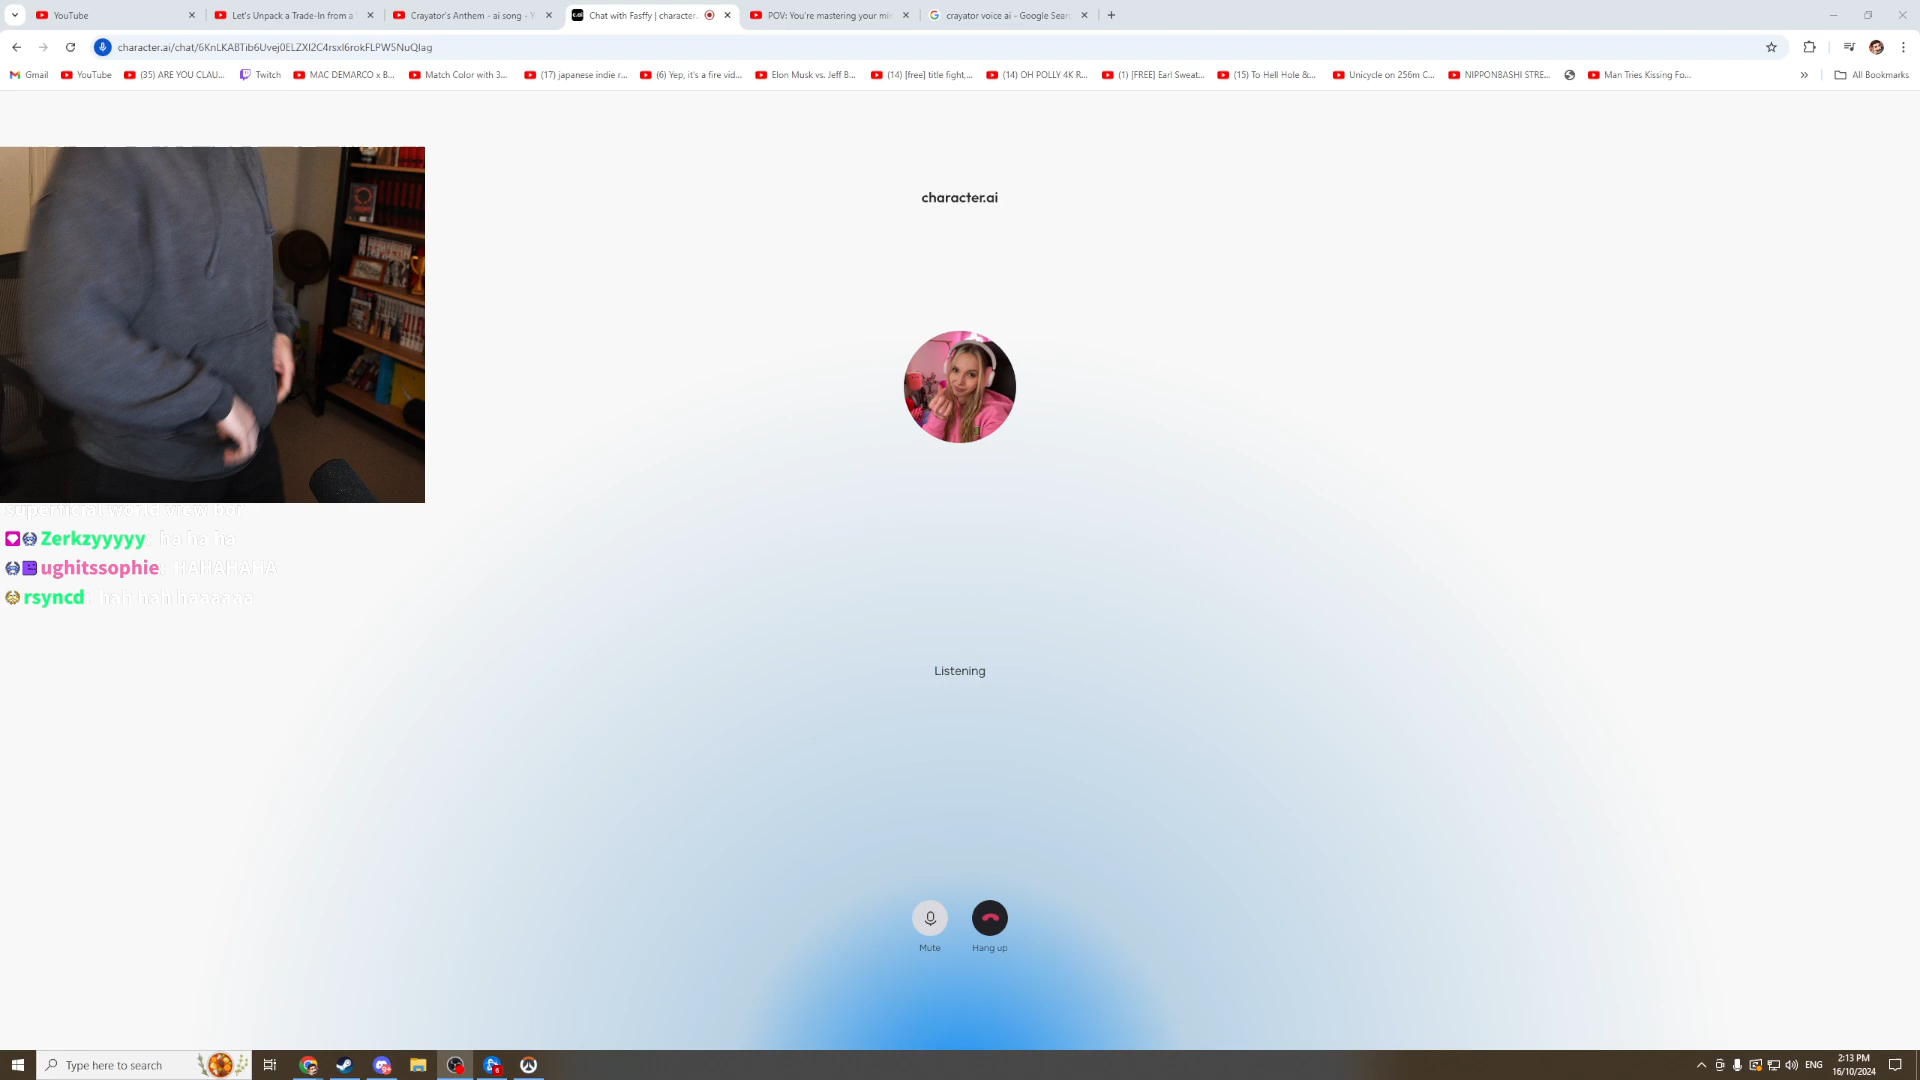 YouTube
Let's Unpack a Trade-In from a
Crayator's Anthem - ai song - Y
Chat with Fasffy | character.
POV: You're mastering your mi
crayator voice ai - Google Sear
character.ai/chat/6KnLKABTib6Uvej0ELZXl2C4rsxl6rokFLPW5NuQlag
Gmail
YouTube
(35) ARE YOU CLAU...
Twitch
MAC DEMARCO x B...
Match Color with 3...
(17) japanese indie r...
(6) Yep, it's a fire vid...
Elon Musk vs. Jeff B...
(14) [free] title fight,...
(14) OH POLLY 4K R...
(1) [FREE] Earl Sweat...
(15) To Hell Hole &...
Unicycle on 256m C...
NIPPONBASHI STRE...
Man Tries Kissing Fo...
All Bookmarks
character.ai
superficial world view bor
Zerkzyyyyy: ha ha ha
ughitssophie: HAHAHAHA
rsyncd: hah hah haaaaaa
Listening
Mute
Hang up
Type here to search
ENG
2:13 PM
16/10/2024